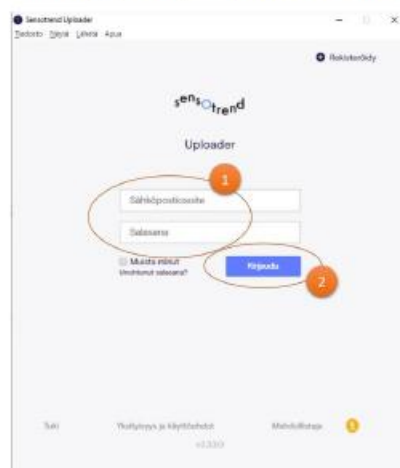 Sensotrend Uploader
Tiedosto Näytä Lähetä Apua
Rekisteröidy
sensotrend
Uploader
1
Sähköpostiosoite
Salasana
Muista minut
Kirjaudu
Unohtunut salasana?
2
Tuki
Yksityisyys ja käyttöehdot
Mahdollistaja